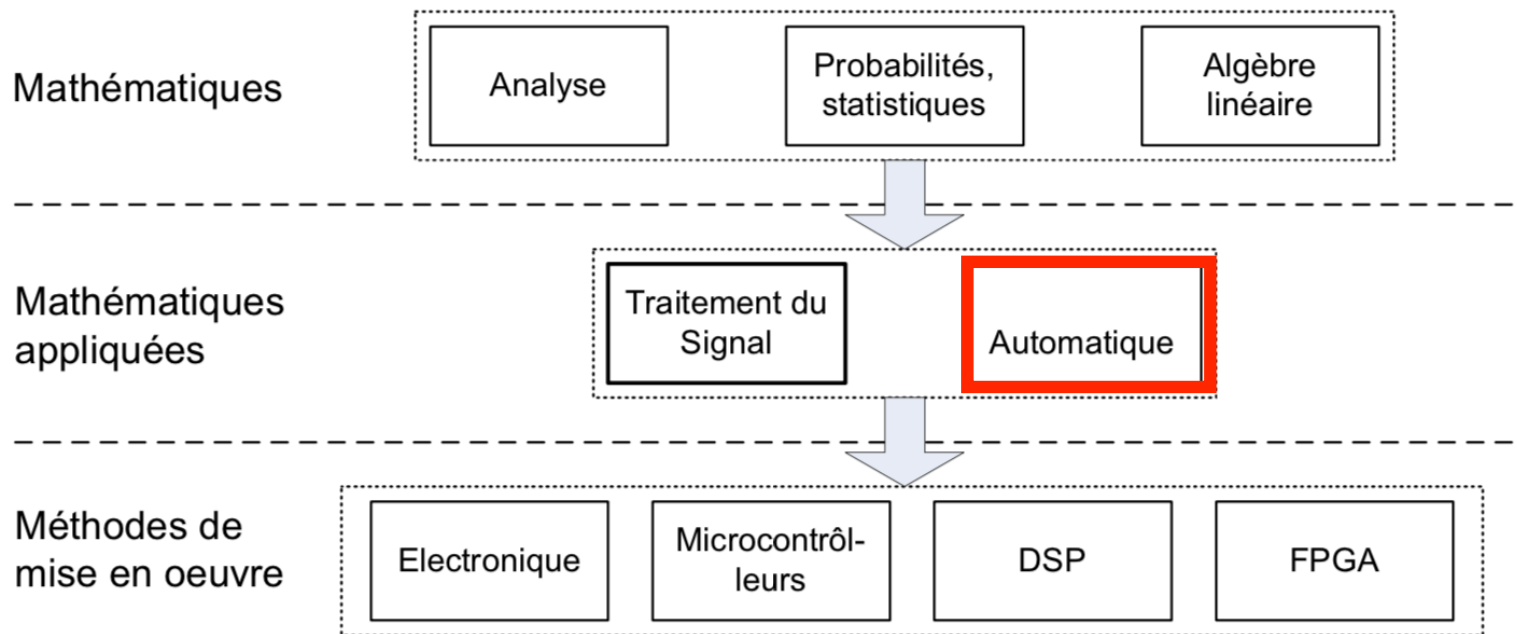 Mathématiques
Analyse
Probabilités,
statistiques
Algèbre
linéaire
Mathématiques
appliquées
Traitement du
Signal
Automatique
Méthodes de
mise en oeuvre
Electronique
Microcontrôl-
leurs
DSP
FPGA